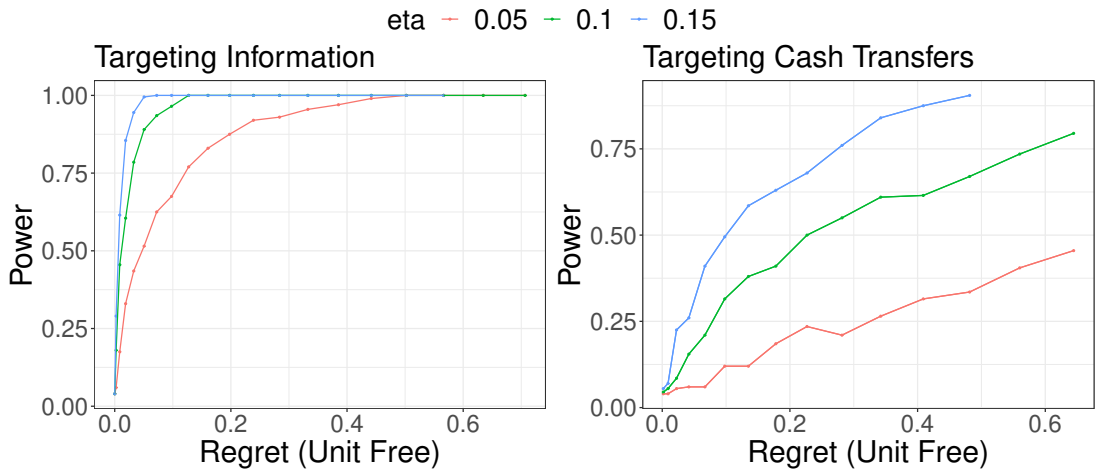 eta 0.05 0.1 0.15
Targeting Information
1.00
0.75
0.50
0.25
0.00
Power
0.0 0.2 0.4 0.6
Regret (Unit Free)
Targeting Cash Transfers
0.75
0.50
0.25
0.00
Power
0.0 0.2 0.4 0.6
Regret (Unit Free)